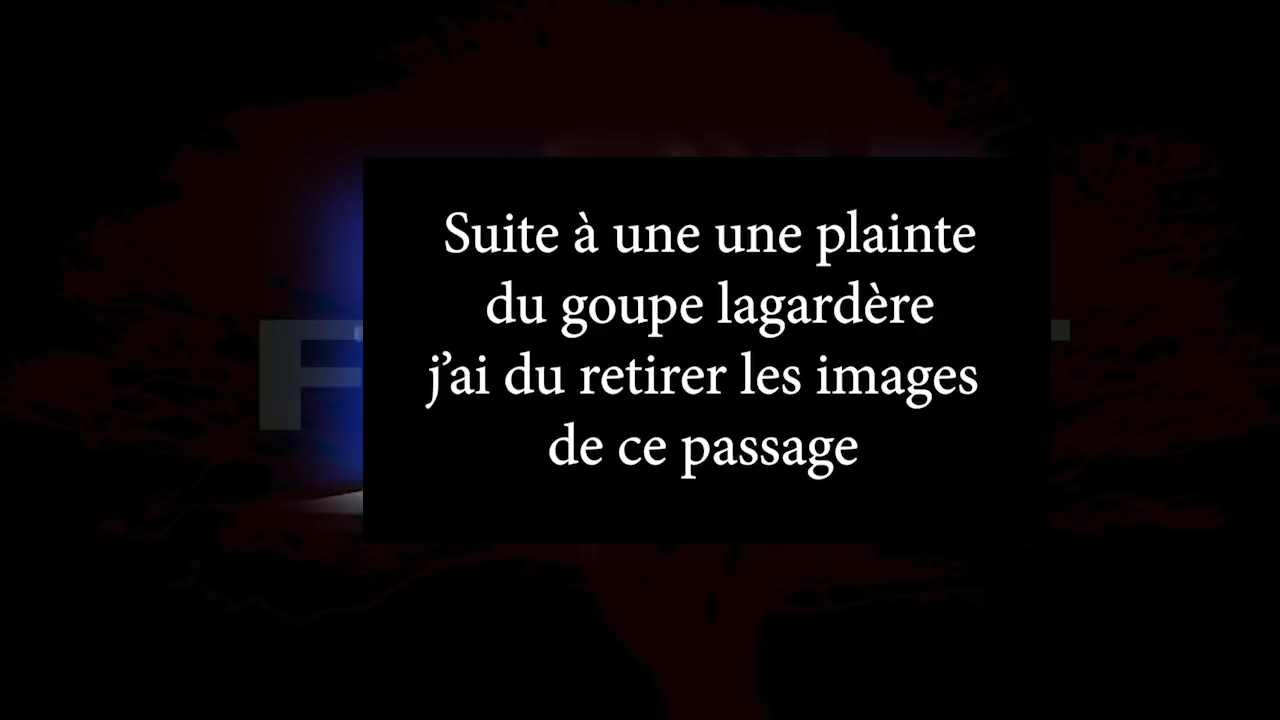 Suite à une une plainte
du goupe lagardère
j'ai du retirer les images
de ce passage